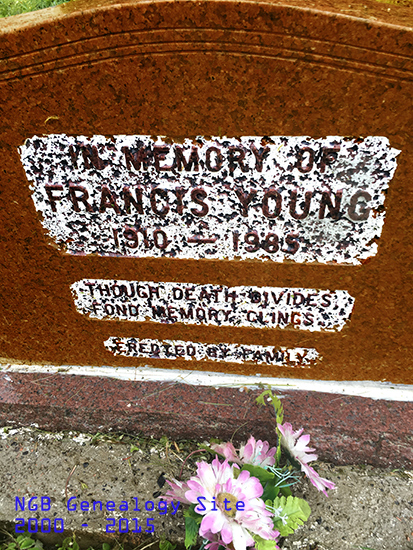 IN MEMORY OF
FRANCIS YOUNG
1910 — 1985
THOUGH DEATH DIVIDES
FOND MEMORY CLINGS
ERECTED BY FAMILY
NGB Genealogy Site
2000 - 2015